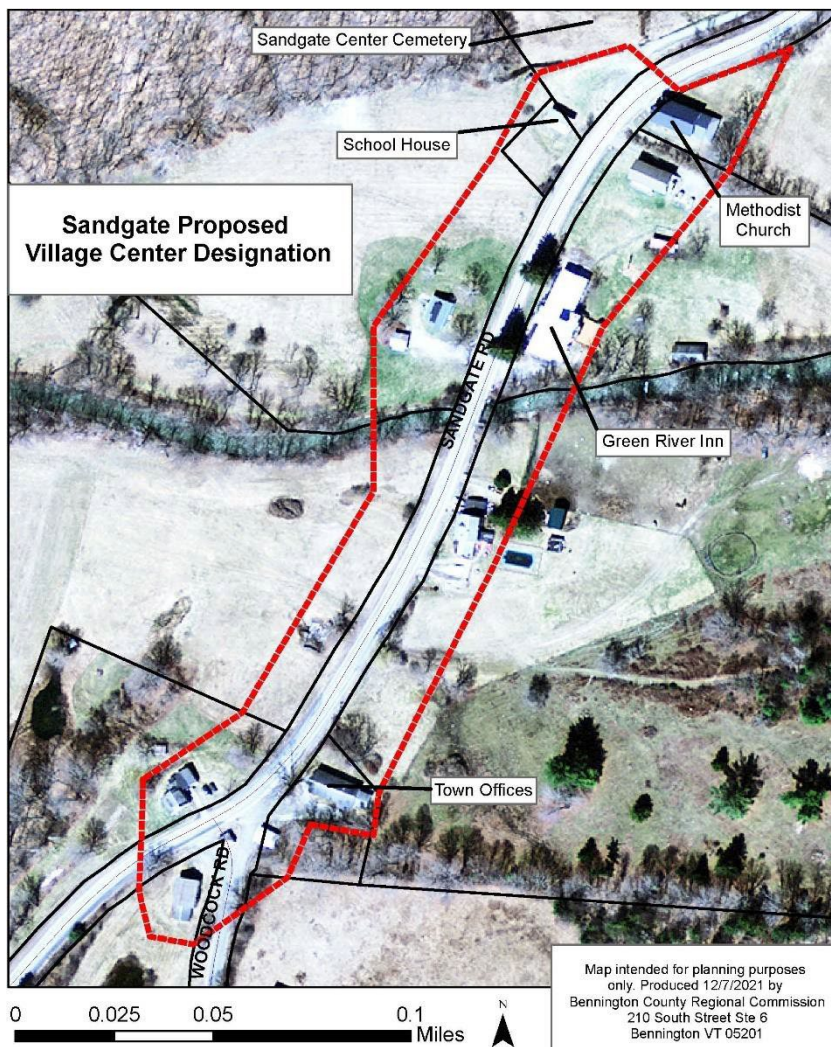 Sandgate Center Cemetery
School House
Sandgate Proposed
Village Center Designation
Methodist
Church
SANDGATE RD
Green River Inn
Town Offices
WOODCOCK RD
Map intended for planning purposes
only. Produced 12/7/2021 by
Bennington County Regional Commission
210 South Street Ste 6
Bennington VT 05201
0 0.025 0.05 0.1
Miles
N